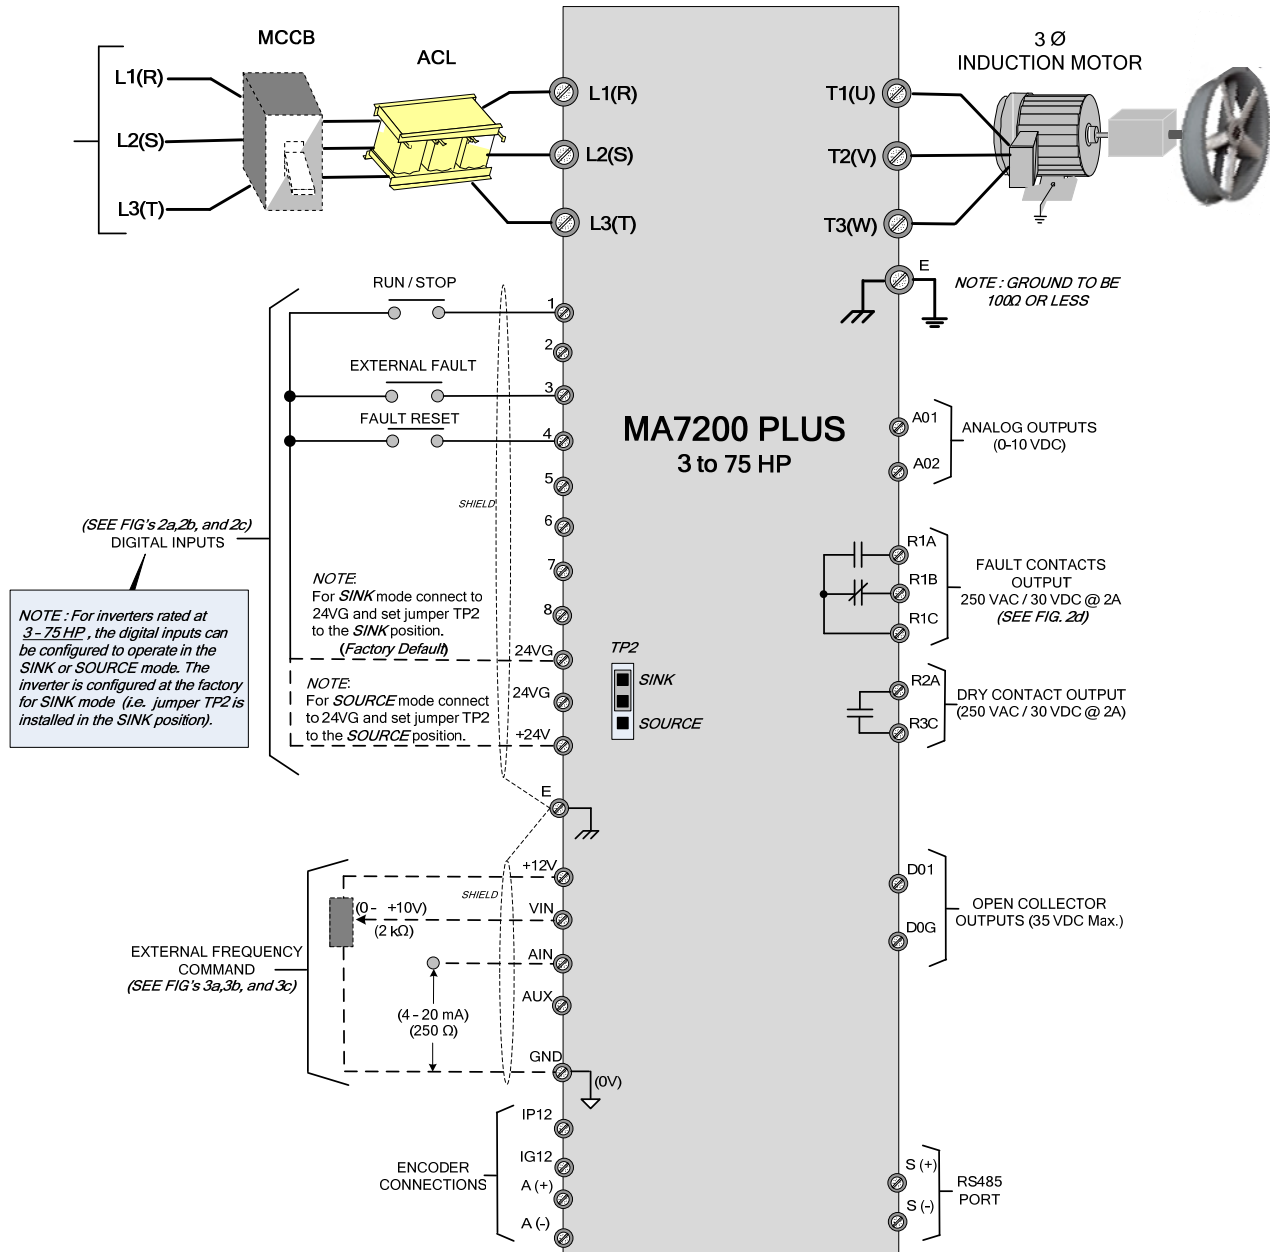 MCCB
ACL
L1(R)
L2(S)
L3(T)
L1(R)
L2(S)
L3(T)
T1(U)
T2(V)
T3(W)
3 Ø
INDUCTION MOTOR
E
NOTE : GROUND TO BE
100Ω OR LESS
MA7200 PLUS
3 to 75 HP
RUN / STOP
1
2
EXTERNAL FAULT
3
FAULT RESET
4
5
SHIELD
6
7
8
(SEE FIG's 2a,2b, and 2c)
DIGITAL INPUTS
NOTE : For inverters rated at
3 - 75 HP , the digital inputs can
be configured to operate in the
SINK or SOURCE mode. The
inverter is configured at the factory
for SINK mode (i.e. jumper TP2 is
installed in the SINK position).
NOTE:
For SINK mode connect to
24VG and set jumper TP2
to the SINK position.
(Factory Default)
24VG
NOTE:
For SOURCE mode connect
to 24VG and set jumper TP2
to the SOURCE position.
24VG
+24V
TP2
SINK
SOURCE
E
A01
A02
ANALOG OUTPUTS
(0-10 VDC)
R1A
R1B
R1C
FAULT CONTACTS
OUTPUT
250 VAC / 30 VDC @ 2A
(SEE FIG. 2d)
R2A
R3C
DRY CONTACT OUTPUT
(250 VAC / 30 VDC @ 2A)
D01
D0G
OPEN COLLECTOR
OUTPUTS (35 VDC Max.)
EXTERNAL FREQUENCY
COMMAND
(SEE FIG's 3a,3b, and 3c)
+12V
SHIELD
(0 - +10V)
(2 kΩ)
VIN
AIN
AUX
(4 - 20 mA)
(250 Ω)
GND
(0V)
ENCODER
CONNECTIONS
IP12
IG12
A (+)
A (-)
S (+)
S (-)
RS485
PORT